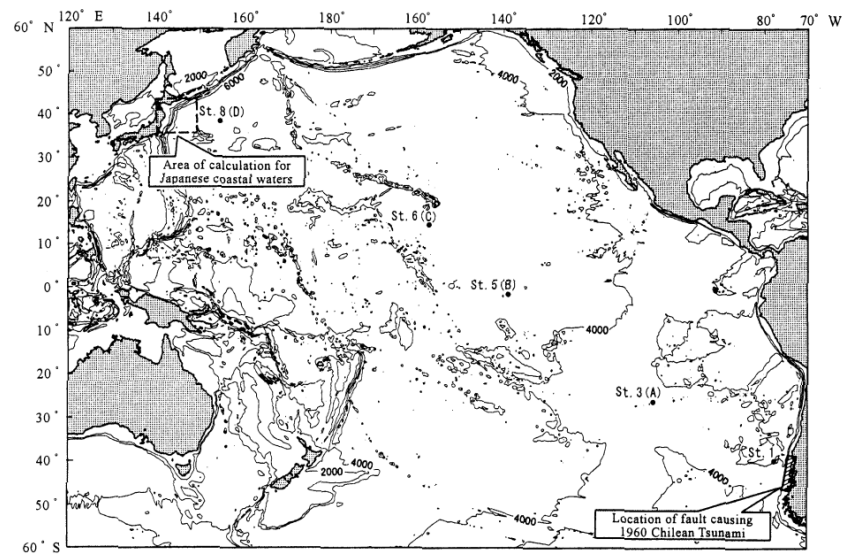 120° E 140° 160° 180° 160° 140° 120° 100° 80° 70° W
60° N
50°
40°
30°
20°
10°
0°
10°
20°
30°
40°
50°
60° S
2000
6000
4000
2000
St. 8 (D)
Area of calculation for
Japanese coastal waters
St. 6 (C)
St. 5 (B)
4000
St. 3 (A)
St. 1
4000
2000
4000
4000
Location of fault causing
1960 Chilean Tsunami